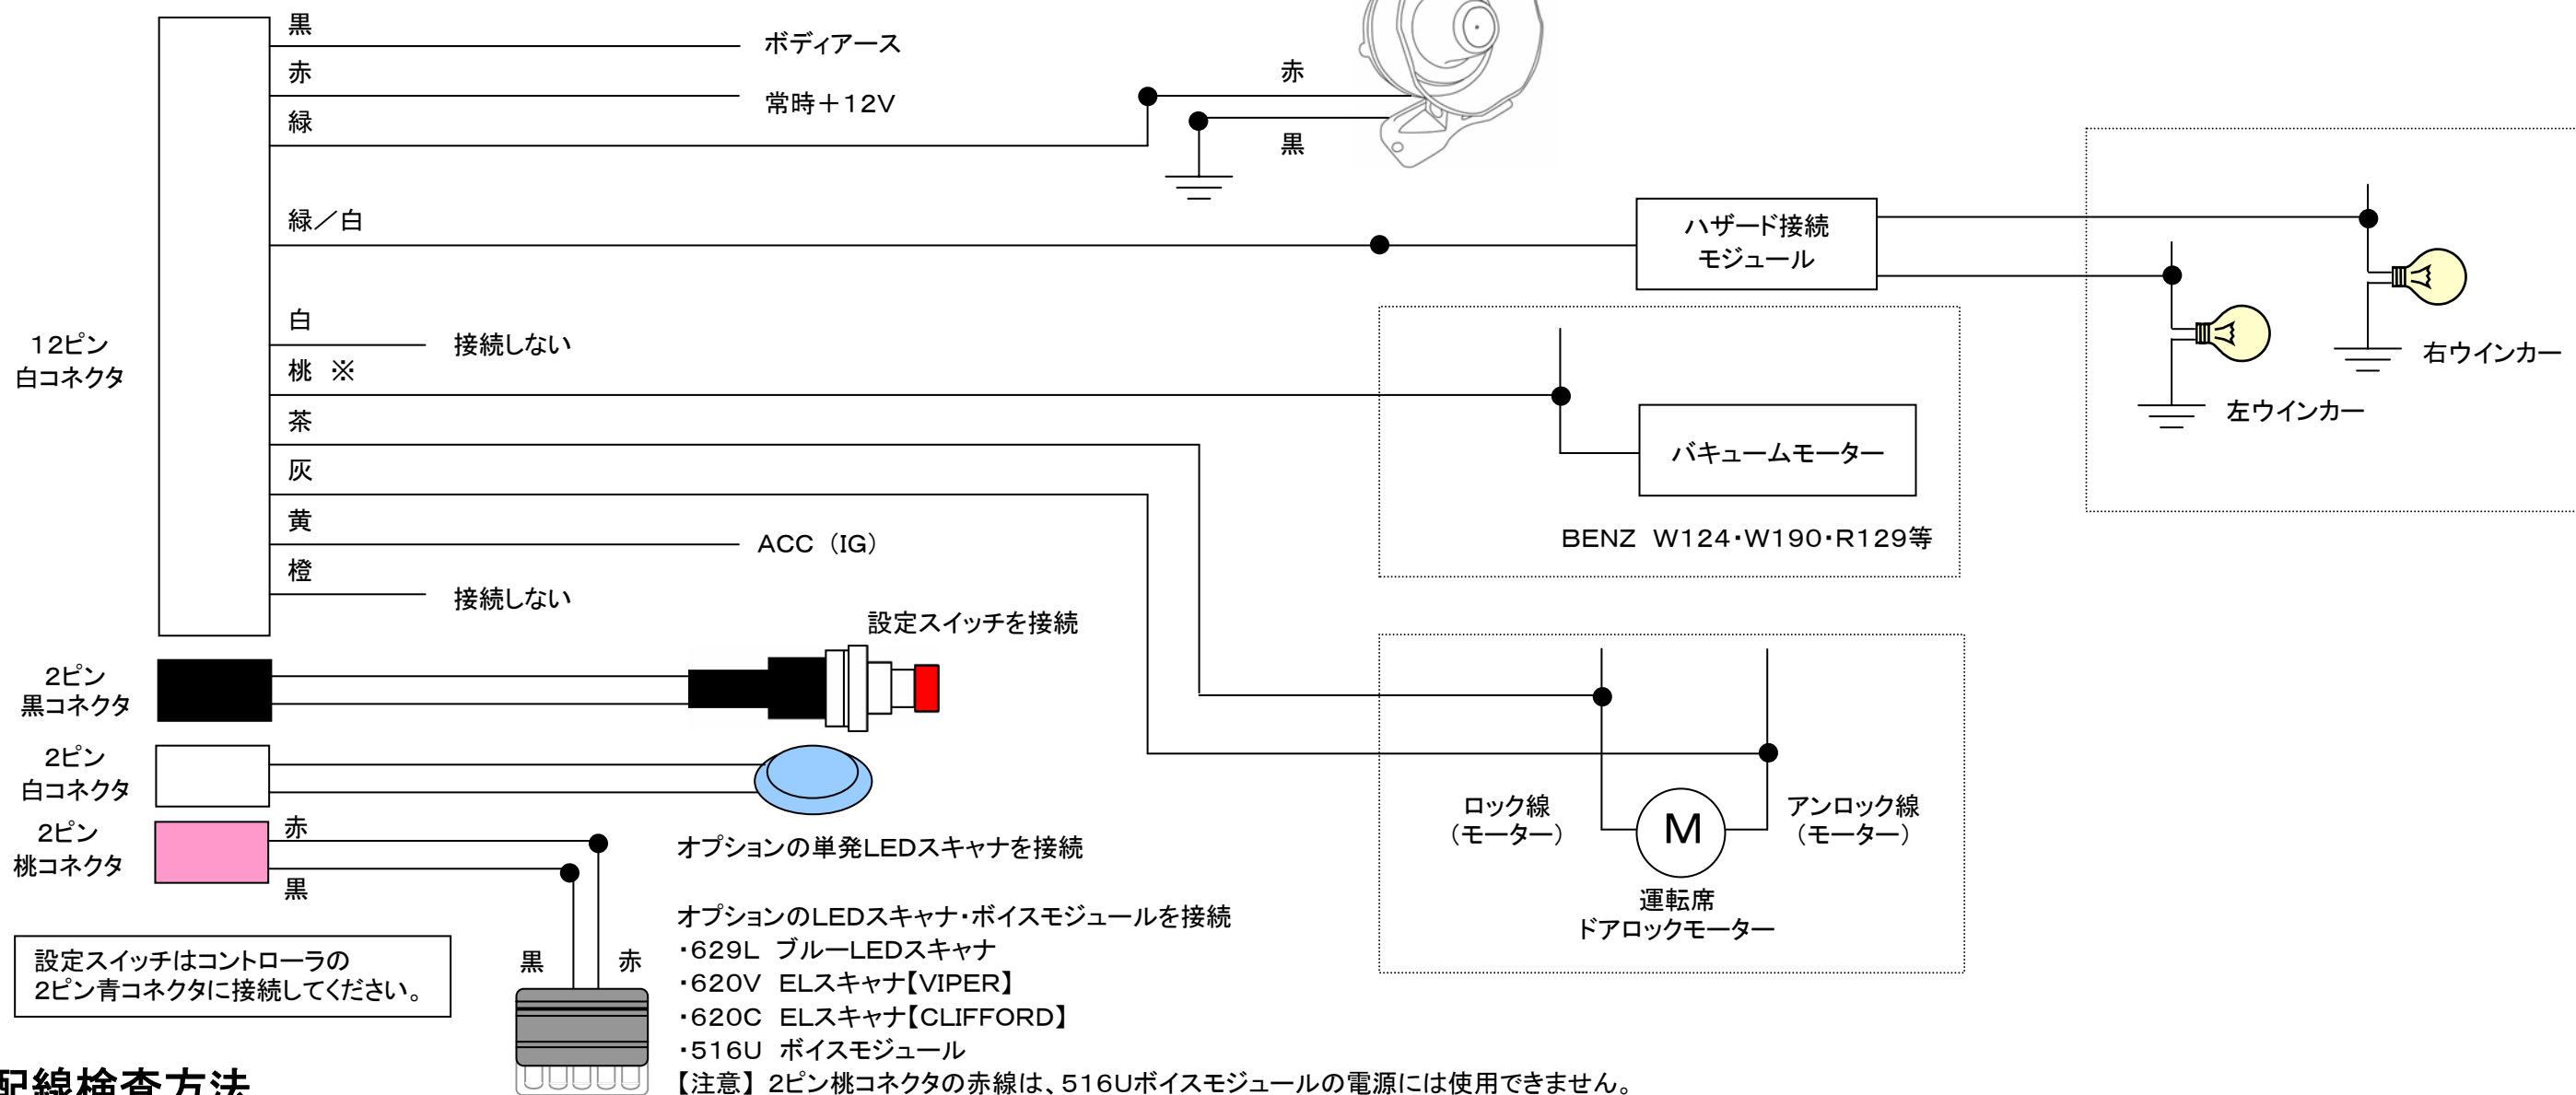 黒
ボディアース
赤
常時＋12V
緑
赤
黒
緑／白
ハザード接続
モジュール
白
接続しない
12ピン
白コネクタ
桃 ※
茶
灰
黄
ACC（IG）
橙
接続しない
バキュームモーター
BENZ W124・W190・R129等
右ウインカー
左ウインカー
設定スイッチを接続
2ピン
黒コネクタ
2ピン
白コネクタ
2ピン
桃コネクタ
赤
黒
オプションの単発LEDスキャナを接続
ロック線
（モーター）
M
アンロック線
（モーター）
運転席
ドアロックモーター
設定スイッチはコントローラの
2ピン青コネクタに接続してください。
黒
赤
オプションのLEDスキャナ・ボイスモジュールを接続
・629L ブルーLEDスキャナ
・620V ELスキャナ【VIPER】
・620C ELスキャナ【CLIFFORD】
・516U ボイスモジュール
【注意】 2ピン桃コネクタの赤線は、516Uボイスモジュールの電源には使用できません。
配線検査方法